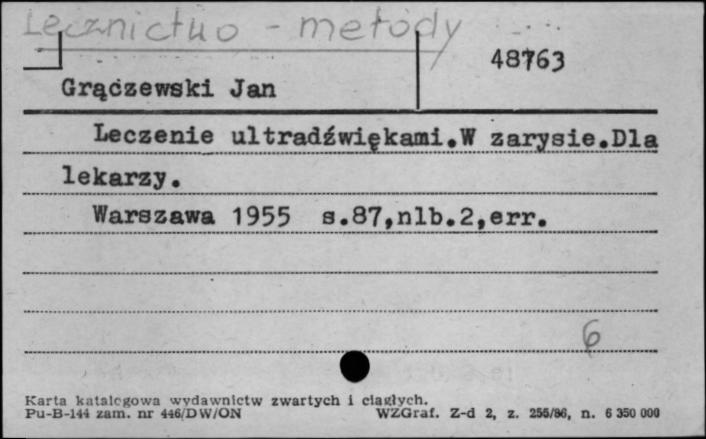 Lecznictwo - metody
48763
Grączewski Jan
Leczenie ultradźwiękami.W zarysie.Dla
lekarzy.
Warszawa 1955 s.87,nlb.2,err.
6
Karta katalogowa wydawnictw zwartych i ciągłych.
Pu-B-144 zam. nr 446/DW/ON WZGraf. Z-d 2, z. 255/86, n. 6 350 000